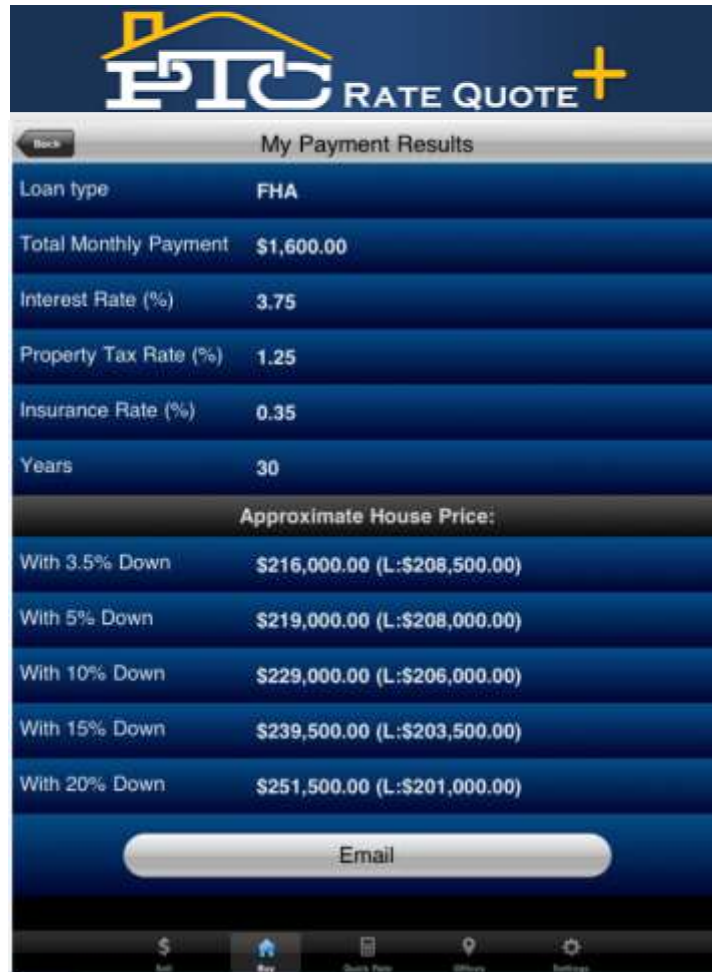 PTC RATE QUOTE +
Back My Payment Results
Loan type FHA
Total Monthly Payment $1,600.00
Interest Rate (%) 3.75
Property Tax Rate (%) 1.25
Insurance Rate (%) 0.35
Years 30
Approximate House Price:
With 3.5% Down $216,000.00 (L:$208,500.00)
With 5% Down $219,000.00 (L:$208,000.00)
With 10% Down $229,000.00 (L:$206,000.00)
With 15% Down $239,500.00 (L:$203,500.00)
With 20% Down $251,500.00 (L:$201,000.00)
Email
$
Sell Buy Offices Settings